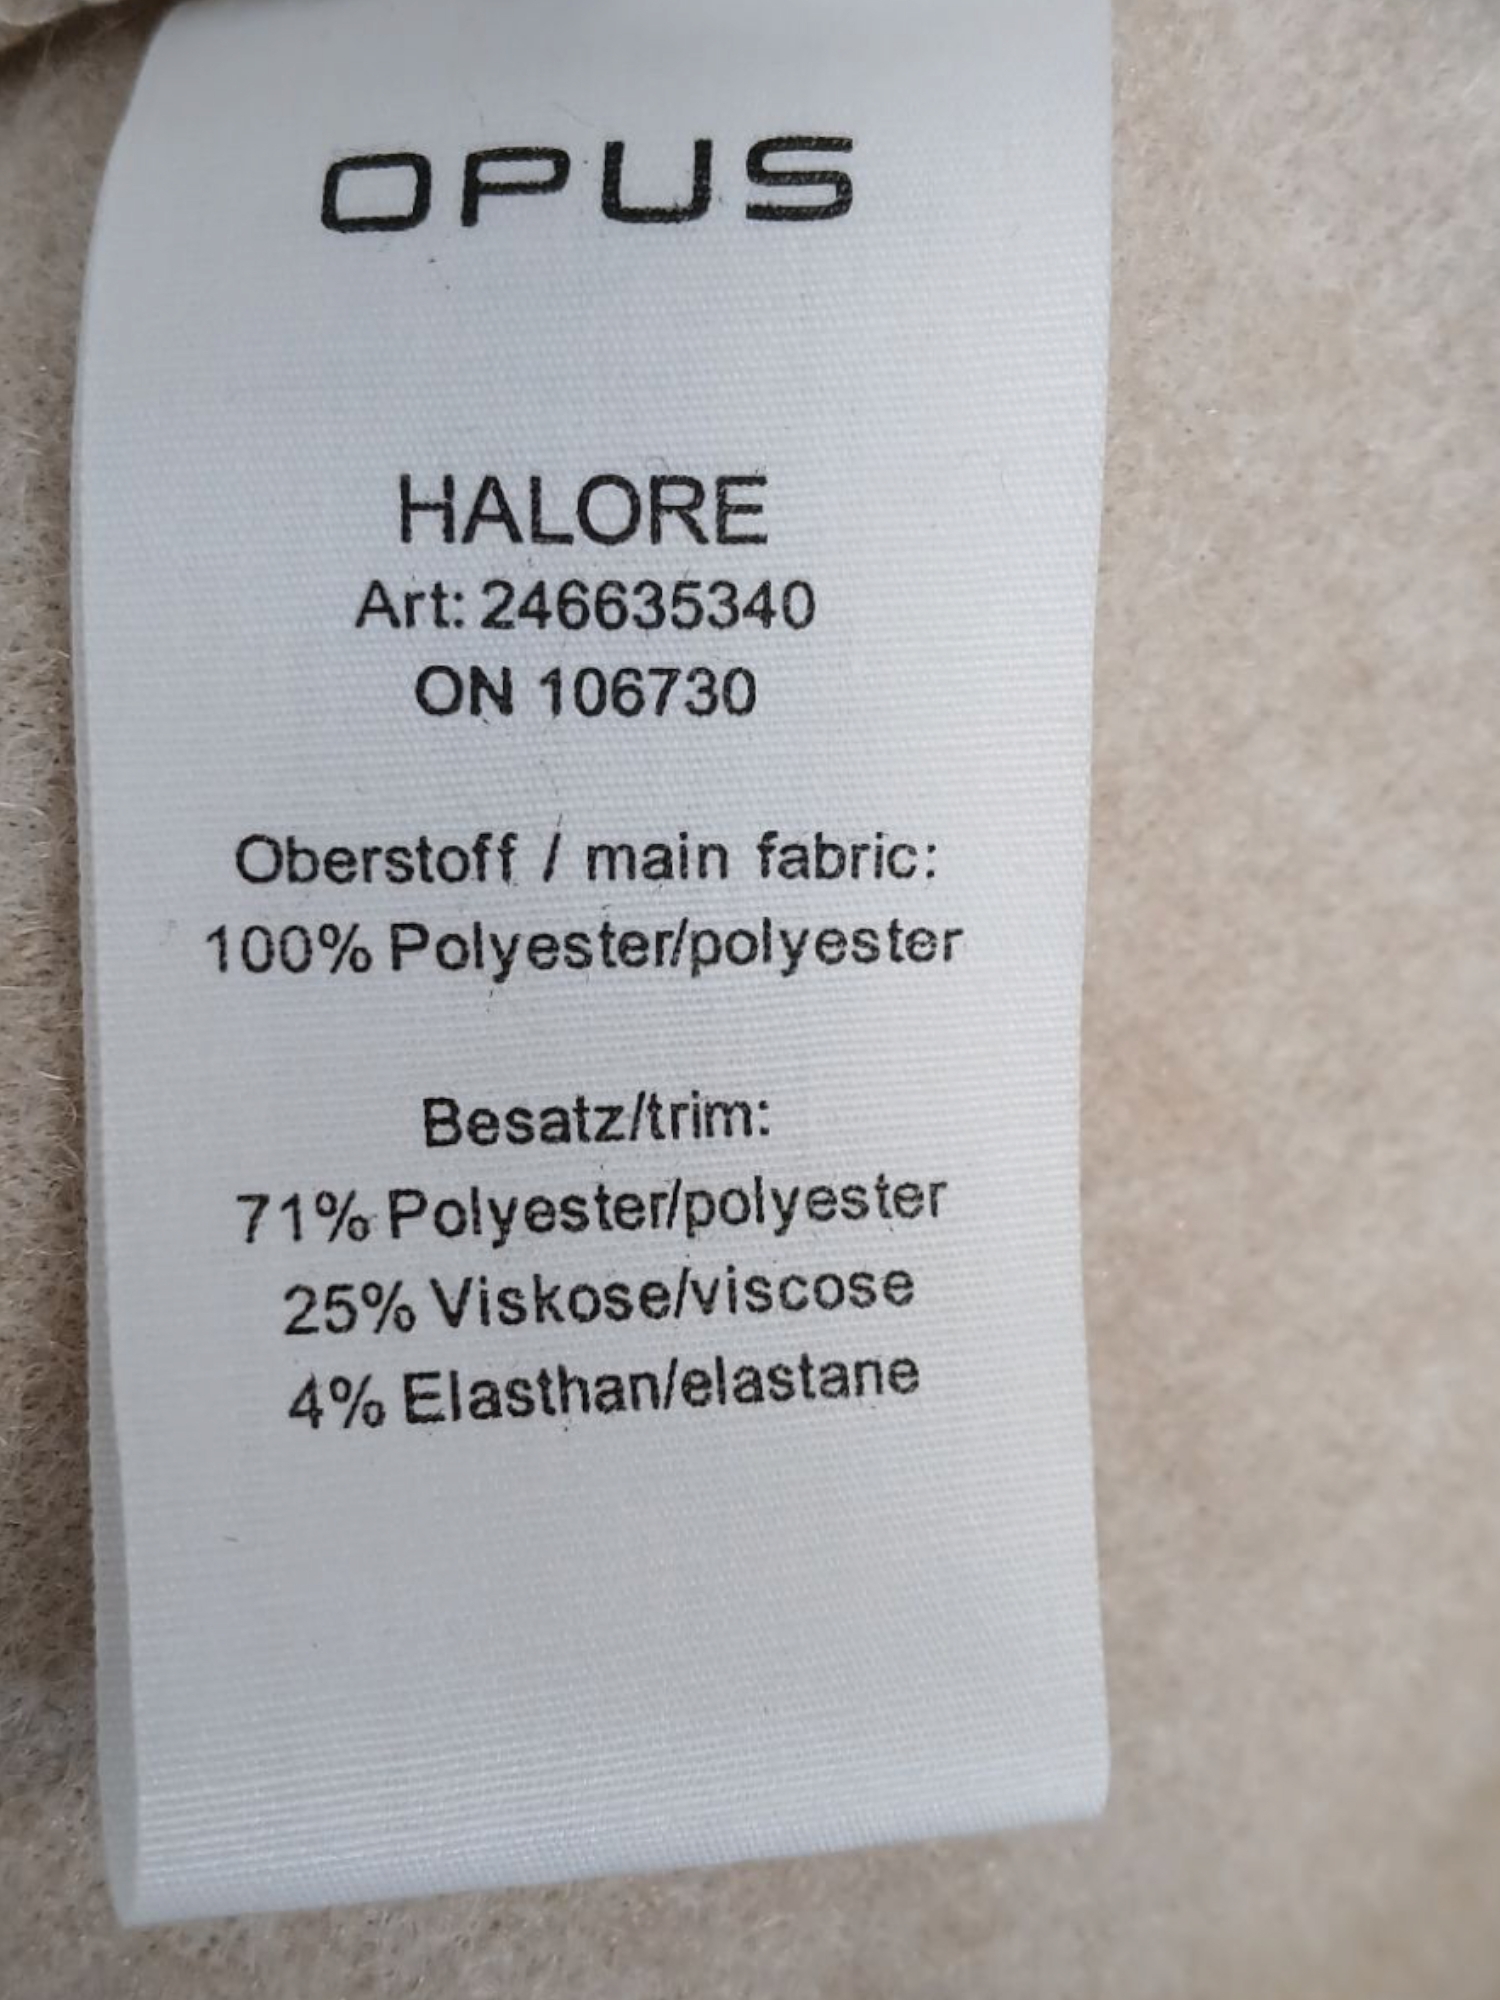 OPUS
HALORE
Art: 246635340
ON 106730
Oberstoff / main fabric:
100% Polyester/polyester
Besatz/trim:
71% Polyester/polyester
25% Viskose/viscose
4% Elasthan/elastane